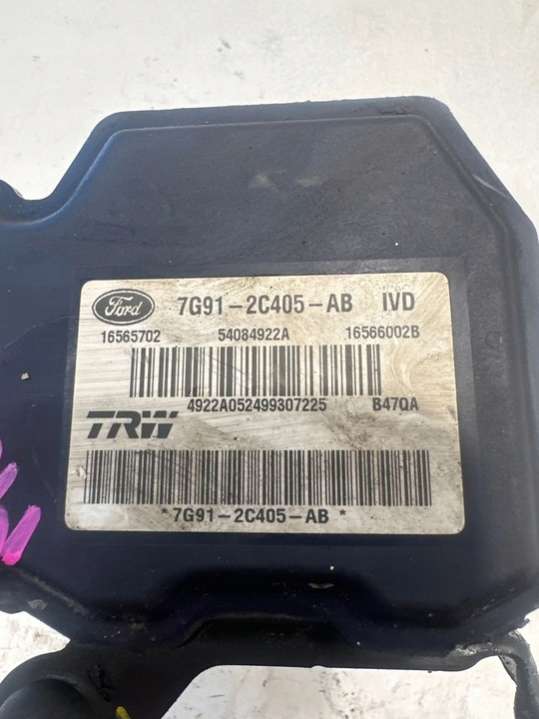 Ford 7G91-2C405-AB IVD
16565702 54084922A 16566002B
4922A052499307225 B47QA
TRW
*7G91-2C405-AB*